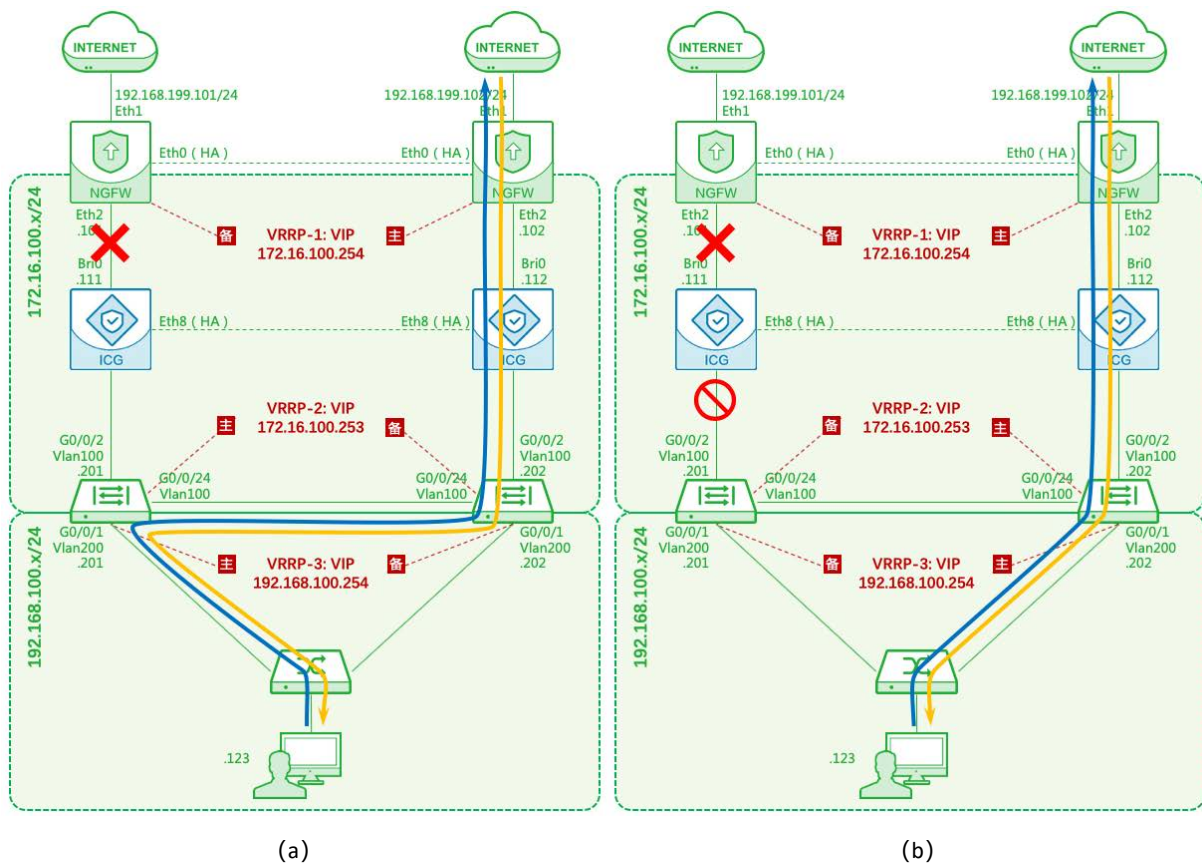 INTERNET
INTERNET
192.168.199.101/24
Eth1
192.168.199.102/24
Eth1
Eth0 ( HA )
Eth0 ( HA )
NGFW
NGFW
172.16.100.x/24
Eth2
Eth2
.102
备
VRRP-1: VIP
172.16.100.254
主
Bri0
.111
Bri0
.112
Eth8 ( HA )
Eth8 ( HA )
ICG
ICG
主
VRRP-2: VIP
172.16.100.253
备
G0/0/2
Vlan100
.201
G0/0/2
Vlan100
.202
G0/0/24
Vlan100
G0/0/24
Vlan100
192.168.100.x/24
G0/0/1
Vlan200
.201
G0/0/1
Vlan200
.202
主
VRRP-3: VIP
192.168.100.254
备
.123
(a)
INTERNET
INTERNET
192.168.199.101/24
Eth1
192.168.199.102/24
Eth1
Eth0 ( HA )
Eth0 ( HA )
NGFW
NGFW
172.16.100.x/24
Eth2
Eth2
.102
备
VRRP-1: VIP
172.16.100.254
主
Bri0
.111
Bri0
.112
Eth8 ( HA )
Eth8 ( HA )
ICG
ICG
备
VRRP-2: VIP
172.16.100.253
主
G0/0/2
Vlan100
.201
G0/0/2
Vlan100
.202
G0/0/24
Vlan100
G0/0/24
Vlan100
192.168.100.x/24
G0/0/1
Vlan200
.201
G0/0/1
Vlan200
.202
备
VRRP-3: VIP
192.168.100.254
主
.123
(b)